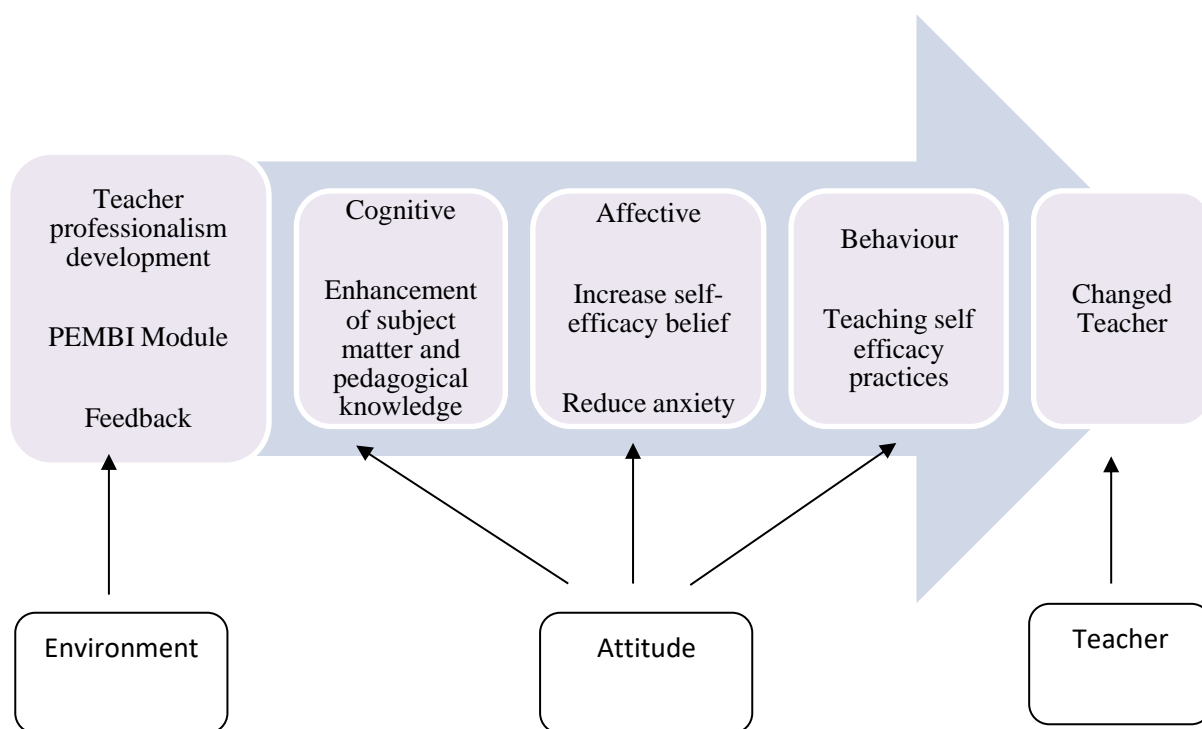 Teacher
professionalism
development
PEMBI Module
Feedback
Cognitive
Enhancement
of subject
matter and
pedagogical
knowledge
Affective
Increase self-
efficacy belief
Reduce anxiety
Behaviour
Teaching self
efficacy
practices
Changed
Teacher
Environment
Attitude
Teacher